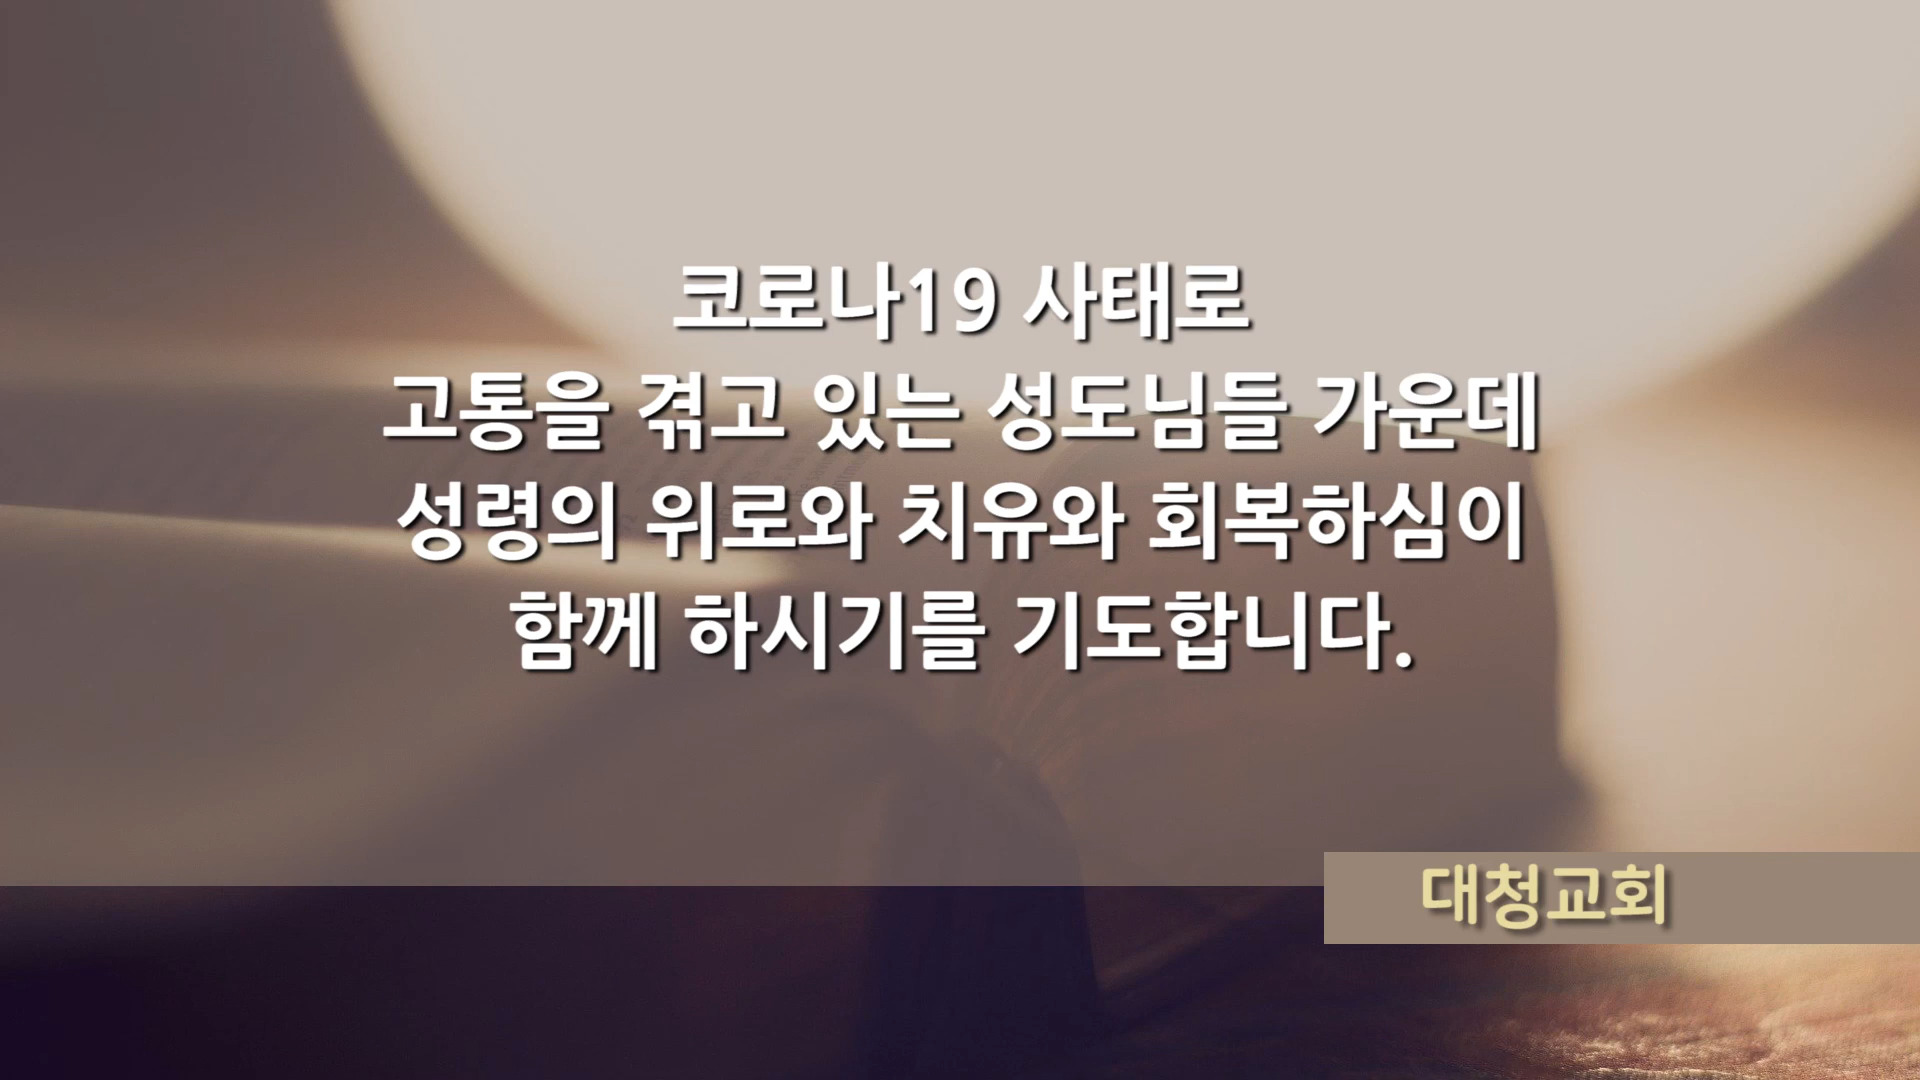 코로나19 사태로
고통을 겪고 있는 성도님들 가운데
성령의 위로와 치유와 회복하심이
함께 하시기를 기도합니다.
대청교회